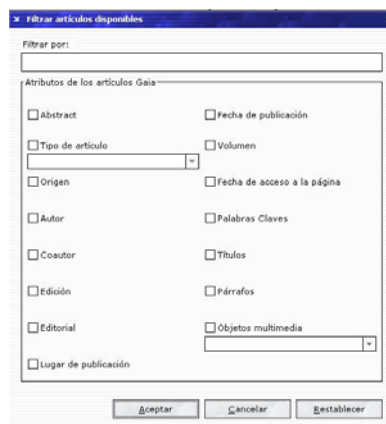 Filtrar artículos disponibles
Filtrar por:
Atributos de los artículos Gaia
Abstract
Fecha de publicación
Tipo de artículo
Volumen
Origen
Fecha de acceso a la página
Autor
Palabras Claves
Coautor
Títulos
Edición
Párrafos
Editorial
Objetos multimedia
Lugar de publicación
Aceptar
Cancelar
Restablecer